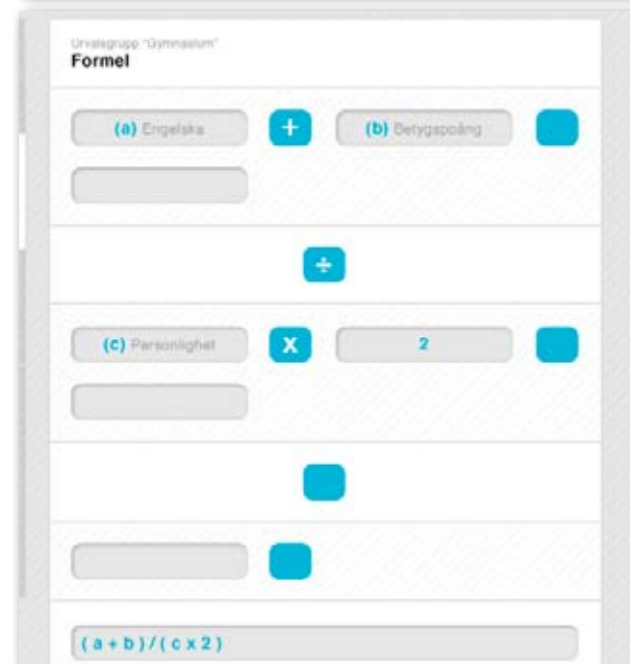 Urvalsgrupp "Gymnasium"
Formel
(a) Engelska + (b) Betygspoäng
÷
(c) Personlighet X 2
( a + b ) / ( c x 2 )